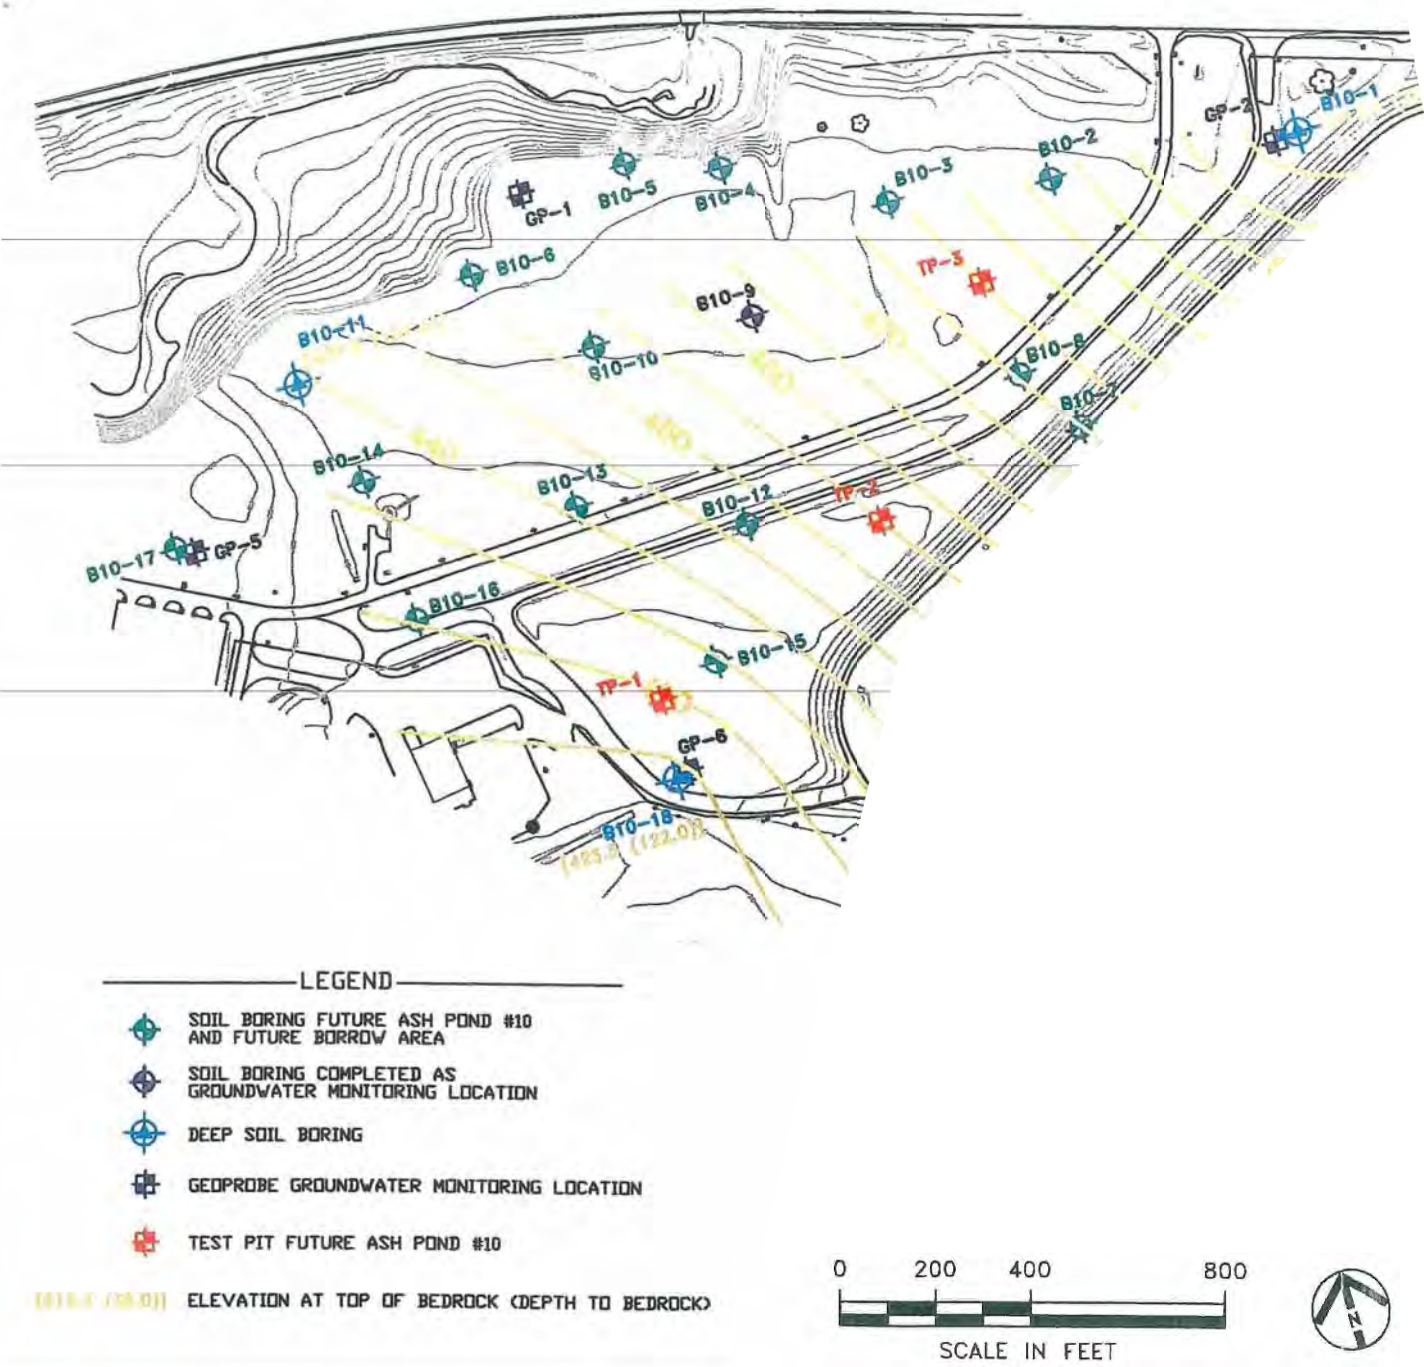 B10-1
GP-2
B10-2
B10-3
B10-5
B10-4
GP-1
B10-6
TP-3
B10-9
B10-11
B10-10
B10-8
B10-7
B10-14
B10-13
B10-12
TP-2
B10-17
GP-5
B10-16
B10-15
TP-1
GP-6
B10-18
(122.0)
LEGEND
SOIL BORING FUTURE ASH POND #10
AND FUTURE BORROW AREA
SOIL BORING COMPLETED AS
GROUNDWATER MONITORING LOCATION
DEEP SOIL BORING
GEOPROBE GROUNDWATER MONITORING LOCATION
TEST PIT FUTURE ASH POND #10
ELEVATION AT TOP OF BEDROCK (DEPTH TO BEDROCK)
0 200 400 800
SCALE IN FEET
N